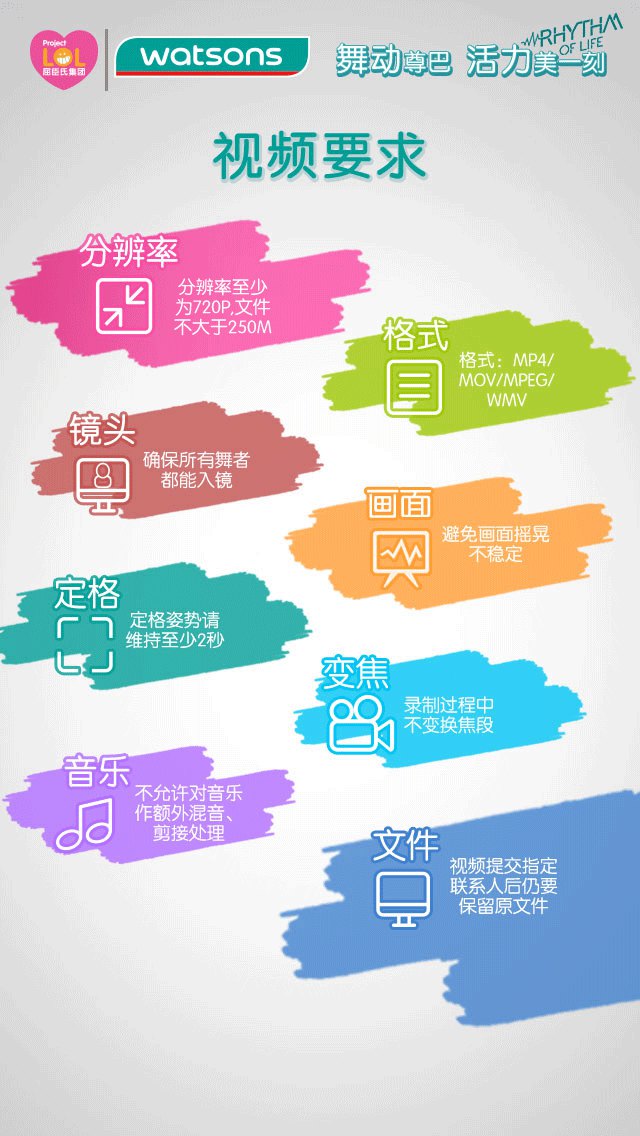 Project
LOL
屈臣氏集团
watsons
舞动尊巴 活力美一刻
RHYTHM
OF LIFE
视频要求
分辨率
分辨率至少
为720P,文件
不大于250M
格式
格式：MP4/
MOV/MPEG/
WMV
镜头
确保所有舞者
都能入镜
画面
避免画面摇晃
不稳定
定格
定格姿势请
维持至少2秒
变焦
录制过程中
不变换焦段
音乐
不允许对音乐
作额外混音、
剪接处理
文件
视频提交指定
联系人后仍要
保留原文件